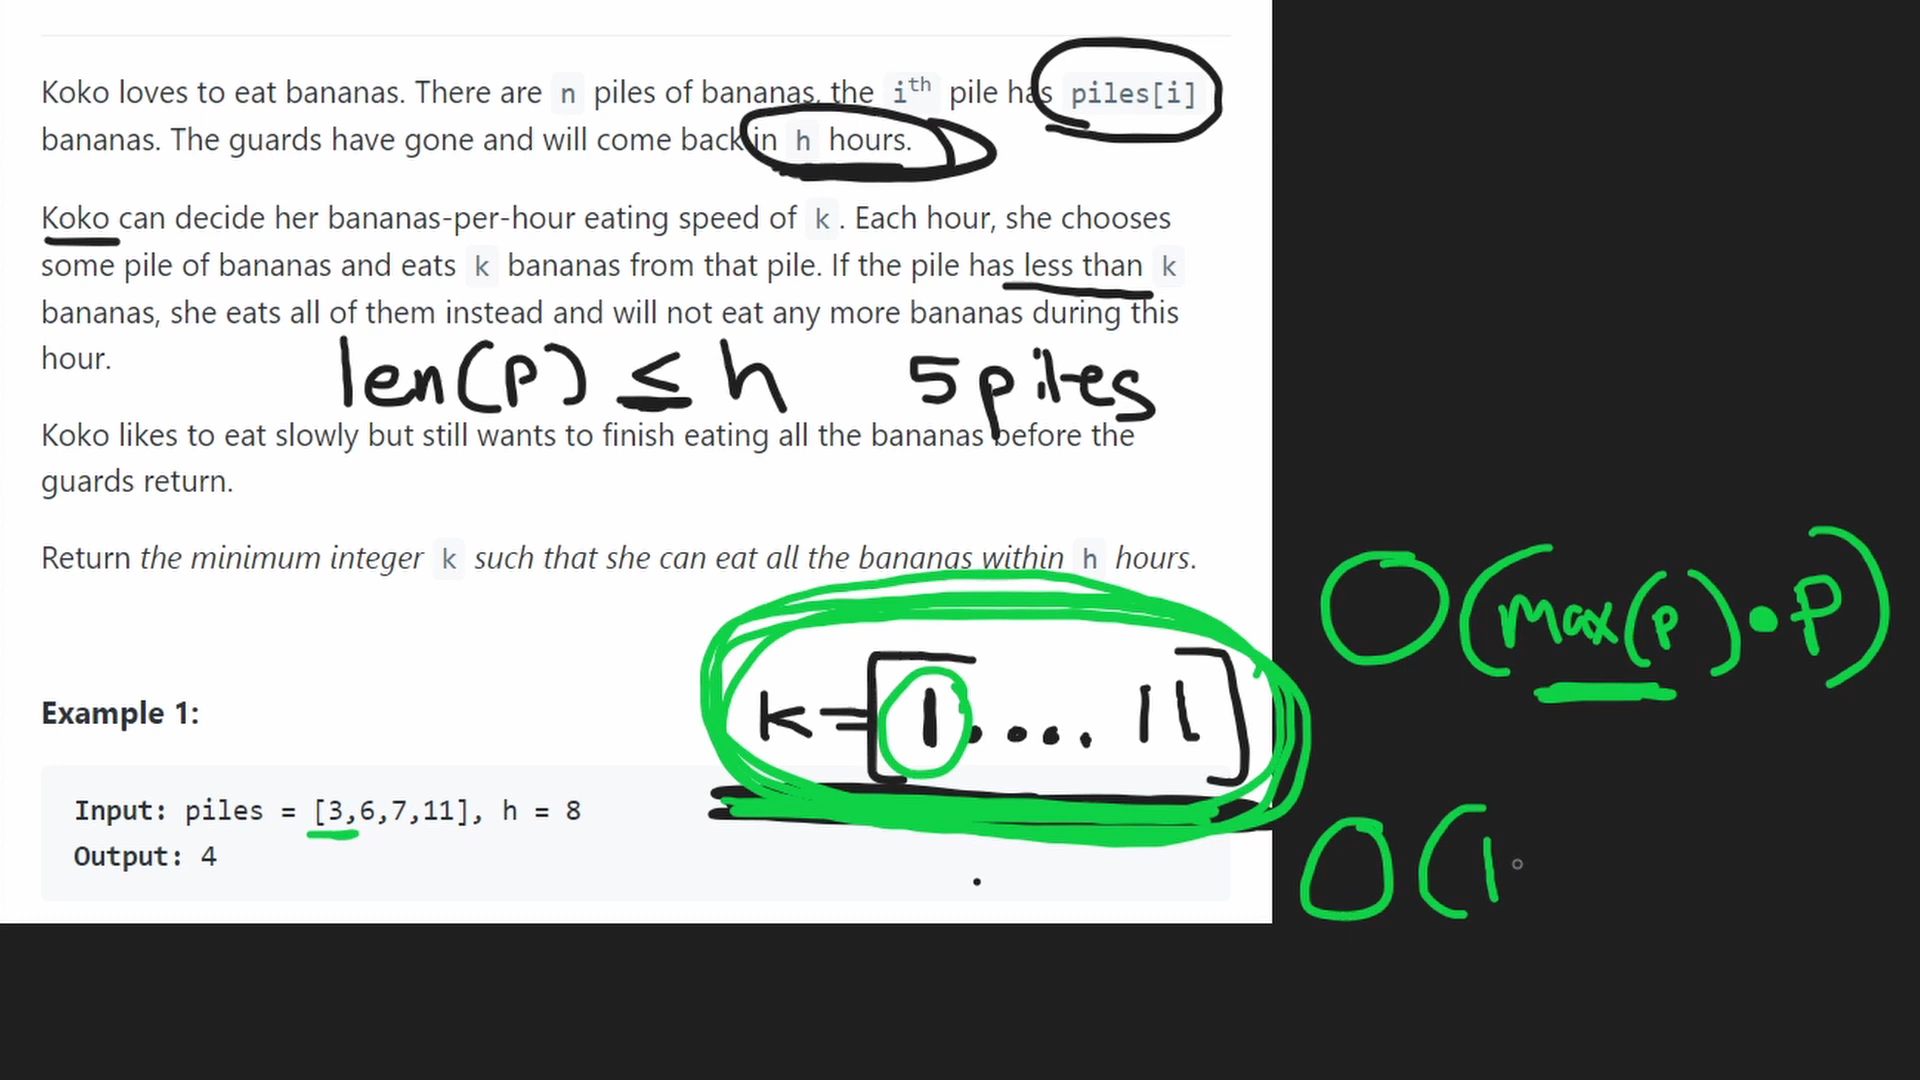 Koko loves to eat bananas. There are n piles of bananas, the ith pile has piles[i]
bananas. The guards have gone and will come back in h hours.
Koko can decide her bananas-per-hour eating speed of k. Each hour, she chooses
some pile of bananas and eats k bananas from that pile. If the pile has less than k
bananas, she eats all of them instead and will not eat any more bananas during this
hour.
len(p) ≤ h 5 piles
Koko likes to eat slowly but still wants to finish eating all the bananas before the
guards return.
Return the minimum integer k such that she can eat all the bananas within h hours.
O(max(p)·p)
k=[1.... 11]
Example 1:
Input: piles = [3,6,7,11], h = 8
Output: 4
O(l